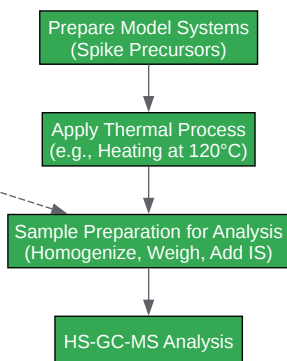 Prepare Model Systems
(Spike Precursors)
Apply Thermal Process
(e.g., Heating at 120°C)
Sample Preparation for Analysis
(Homogenize, Weigh, Add IS)
HS-GC-MS Analysis